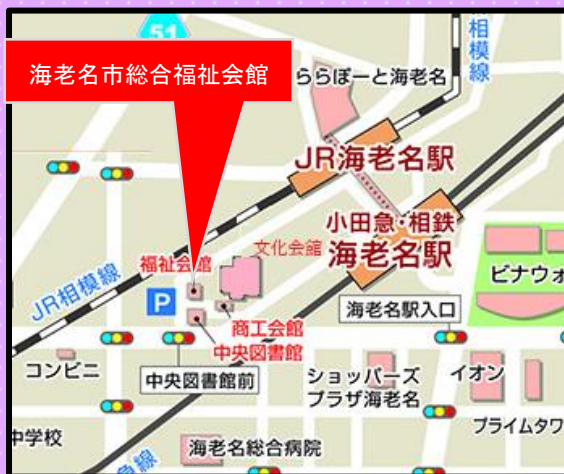 51
相模線
海老名市総合福祉会館
ららぽーと海老名
JR海老名駅
小田急・相鉄
海老名駅
文化会館
福祉会館
ビナウォ
JR相模線
P
海老名駅入口
商工会館
中央図書館
コンビニ
中央図書館前
ショッパーズ
プラザ海老名
イオン
プライムタワ
中学校
海老名総合病院
急線